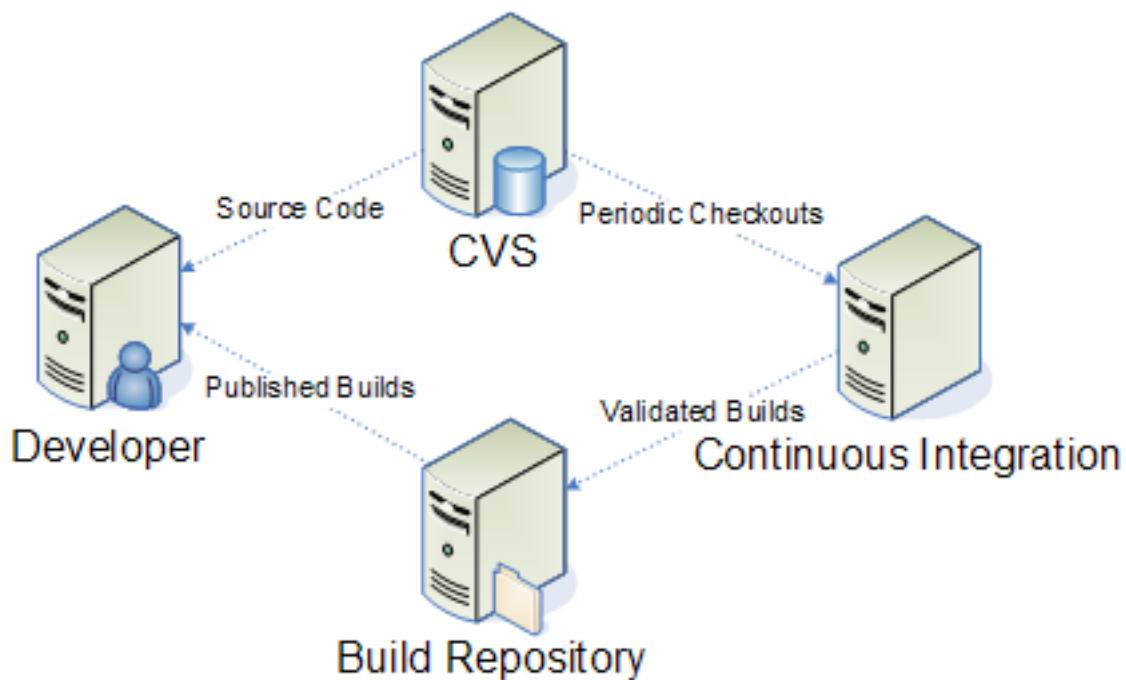 Source Code
Periodic Checkouts
CVS
Published Builds
Validated Builds
Developer
Continuous Integration
Build Repository